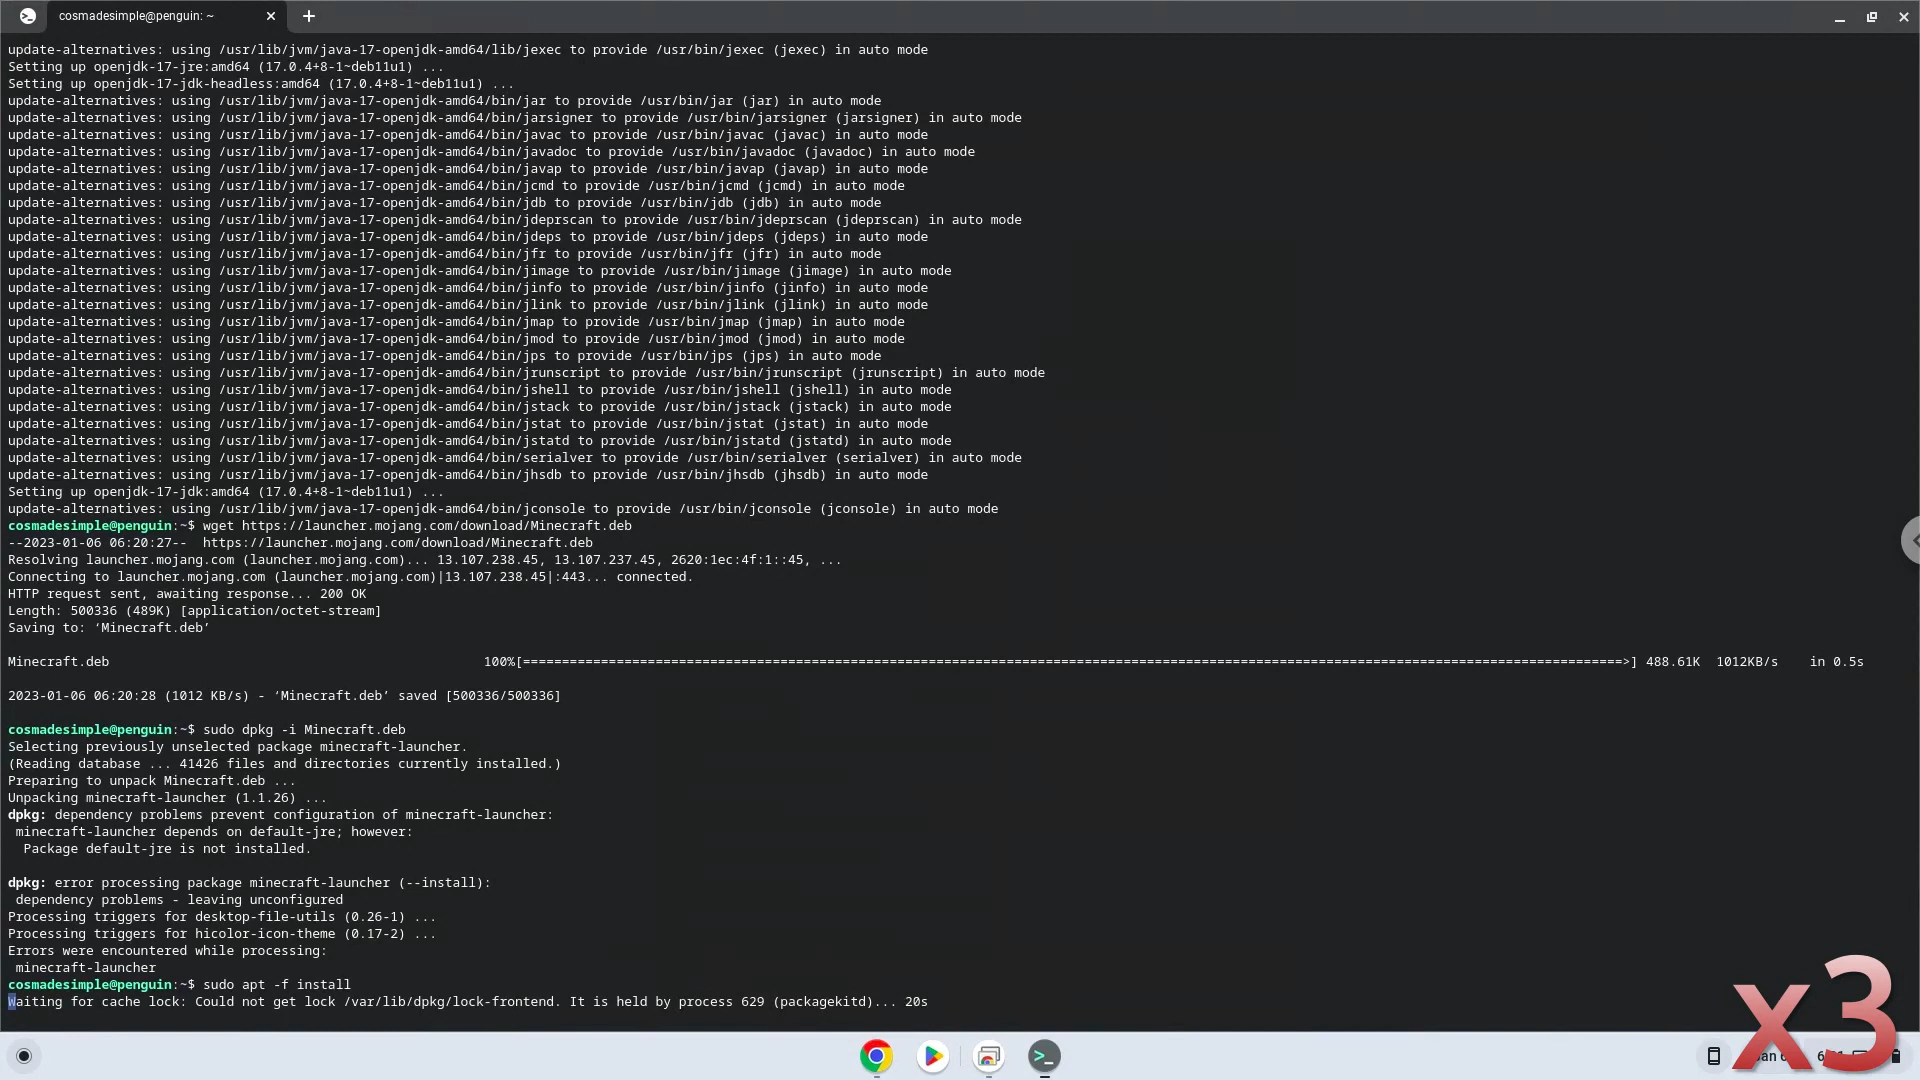 cosmadesimple@penguin: ~
update-alternatives: using /usr/lib/jvm/java-17-openjdk-amd64/lib/jexec to provide /usr/bin/jexec (jexec) in auto mode
Setting up openjdk-17-jre:amd64 (17.0.4+8-1~deb11u1) ...
Setting up openjdk-17-jdk-headless:amd64 (17.0.4+8-1~deb11u1) ...
update-alternatives: using /usr/lib/jvm/java-17-openjdk-amd64/bin/jar to provide /usr/bin/jar (jar) in auto mode
update-alternatives: using /usr/lib/jvm/java-17-openjdk-amd64/bin/jarsigner to provide /usr/bin/jarsigner (jarsigner) in auto mode
update-alternatives: using /usr/lib/jvm/java-17-openjdk-amd64/bin/javac to provide /usr/bin/javac (javac) in auto mode
update-alternatives: using /usr/lib/jvm/java-17-openjdk-amd64/bin/javadoc to provide /usr/bin/javadoc (javadoc) in auto mode
update-alternatives: using /usr/lib/jvm/java-17-openjdk-amd64/bin/javap to provide /usr/bin/javap (javap) in auto mode
update-alternatives: using /usr/lib/jvm/java-17-openjdk-amd64/bin/jcmd to provide /usr/bin/jcmd (jcmd) in auto mode
update-alternatives: using /usr/lib/jvm/java-17-openjdk-amd64/bin/jdb to provide /usr/bin/jdb (jdb) in auto mode
update-alternatives: using /usr/lib/jvm/java-17-openjdk-amd64/bin/jdeprscan to provide /usr/bin/jdeprscan (jdeprscan) in auto mode
update-alternatives: using /usr/lib/jvm/java-17-openjdk-amd64/bin/jdeps to provide /usr/bin/jdeps (jdeps) in auto mode
update-alternatives: using /usr/lib/jvm/java-17-openjdk-amd64/bin/jfr to provide /usr/bin/jfr (jfr) in auto mode
update-alternatives: using /usr/lib/jvm/java-17-openjdk-amd64/bin/jimage to provide /usr/bin/jimage (jimage) in auto mode
update-alternatives: using /usr/lib/jvm/java-17-openjdk-amd64/bin/jinfo to provide /usr/bin/jinfo (jinfo) in auto mode
update-alternatives: using /usr/lib/jvm/java-17-openjdk-amd64/bin/jlink to provide /usr/bin/jlink (jlink) in auto mode
update-alternatives: using /usr/lib/jvm/java-17-openjdk-amd64/bin/jmap to provide /usr/bin/jmap (jmap) in auto mode
update-alternatives: using /usr/lib/jvm/java-17-openjdk-amd64/bin/jmod to provide /usr/bin/jmod (jmod) in auto mode
update-alternatives: using /usr/lib/jvm/java-17-openjdk-amd64/bin/jps to provide /usr/bin/jps (jps) in auto mode
update-alternatives: using /usr/lib/jvm/java-17-openjdk-amd64/bin/jrunscript to provide /usr/bin/jrunscript (jrunscript) in auto mode
update-alternatives: using /usr/lib/jvm/java-17-openjdk-amd64/bin/jshell to provide /usr/bin/jshell (jshell) in auto mode
update-alternatives: using /usr/lib/jvm/java-17-openjdk-amd64/bin/jstack to provide /usr/bin/jstack (jstack) in auto mode
update-alternatives: using /usr/lib/jvm/java-17-openjdk-amd64/bin/jstat to provide /usr/bin/jstat (jstat) in auto mode
update-alternatives: using /usr/lib/jvm/java-17-openjdk-amd64/bin/jstatd to provide /usr/bin/jstatd (jstatd) in auto mode
update-alternatives: using /usr/lib/jvm/java-17-openjdk-amd64/bin/serialver to provide /usr/bin/serialver (serialver) in auto mode
update-alternatives: using /usr/lib/jvm/java-17-openjdk-amd64/bin/jhsdb to provide /usr/bin/jhsdb (jhsdb) in auto mode
Setting up openjdk-17-jdk:amd64 (17.0.4+8-1~deb11u1) ...
update-alternatives: using /usr/lib/jvm/java-17-openjdk-amd64/bin/jconsole to provide /usr/bin/jconsole (jconsole) in auto mode
cosmadesimple@penguin:~$ wget https://launcher.mojang.com/download/Minecraft.deb
--2023-01-06 06:20:27--  https://launcher.mojang.com/download/Minecraft.deb
Resolving launcher.mojang.com (launcher.mojang.com)... 13.107.238.45, 13.107.237.45, 2620:1ec:4f:1::45, ...
Connecting to launcher.mojang.com (launcher.mojang.com)|13.107.238.45|:443... connected.
HTTP request sent, awaiting response... 200 OK
Length: 500336 (489K) [application/octet-stream]
Saving to: ‘Minecraft.deb’
Minecraft.deb 100%[=============================================================================================================================================>] 488.61K 1012KB/s in 0.5s
2023-01-06 06:20:28 (1012 KB/s) - ‘Minecraft.deb’ saved [500336/500336]
cosmadesimple@penguin:~$ sudo dpkg -i Minecraft.deb
Selecting previously unselected package minecraft-launcher.
(Reading database ... 41426 files and directories currently installed.)
Preparing to unpack Minecraft.deb ...
Unpacking minecraft-launcher (1.1.26) ...
dpkg: dependency problems prevent configuration of minecraft-launcher:
minecraft-launcher depends on default-jre; however:
Package default-jre is not installed.
dpkg: error processing package minecraft-launcher (--install):
dependency problems - leaving unconfigured
Processing triggers for desktop-file-utils (0.26-1) ...
Processing triggers for hicolor-icon-theme (0.17-2) ...
Errors were encountered while processing:
minecraft-launcher
cosmadesimple@penguin:~$ sudo apt -f install
Waiting for cache lock: Could not get lock /var/lib/dpkg/lock-frontend. It is held by process 629 (packagekitd)... 20s
x3